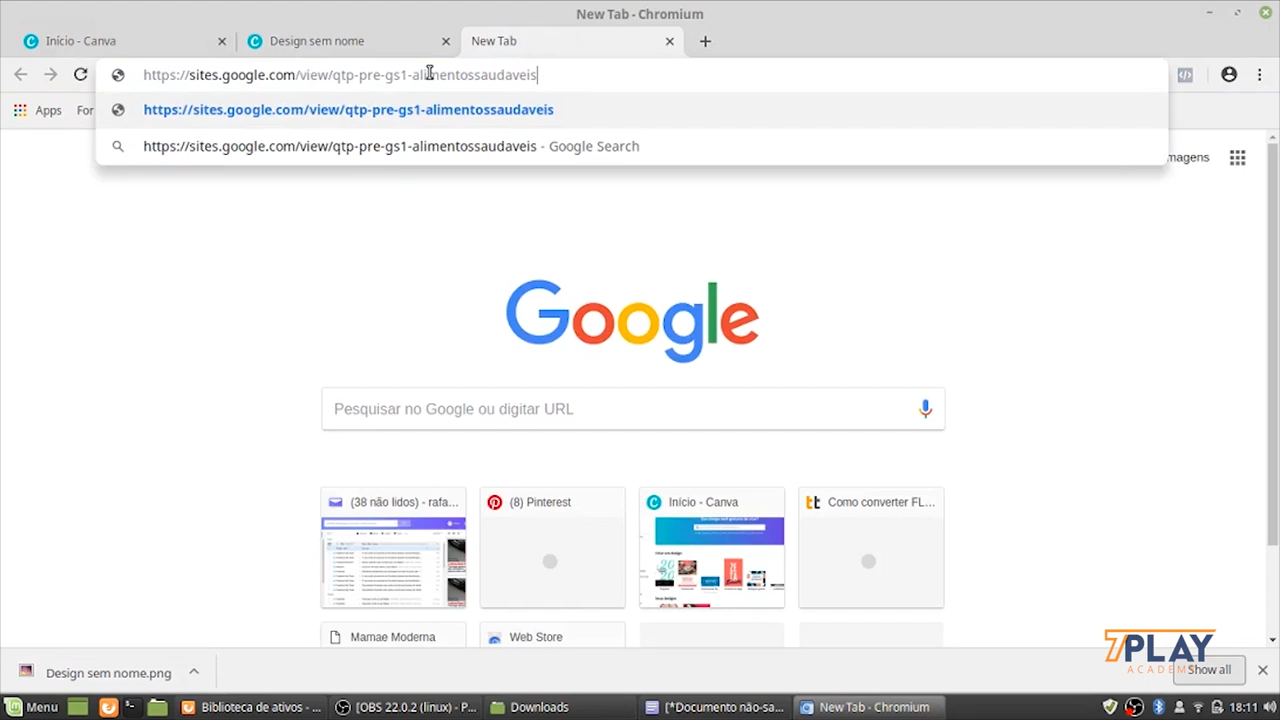 New Tab - Chromium
Início - Canva
Design sem nome
New Tab
https://sites.google.com/view/qtp-pre-gs1-alimentossaudaveis
Apps
For
https://sites.google.com/view/qtp-pre-gs1-alimentossaudaveis
https://sites.google.com/view/qtp-pre-gs1-alimentossaudaveis - Google Search
magens
Google
Pesquisar no Google ou digitar URL
(38 não lidos) - rafa...
(8) Pinterest
Início - Canva
Como converter FL...
Mamae Moderna
Web Store
7PLAY
ACADEM
Design sem nome.png
Show all
Menu
Biblioteca de ativos - ...
[OBS 22.0.2 (linux) - P...
Downloads
[*Documento não-sa...
New Tab - Chromium
18:11